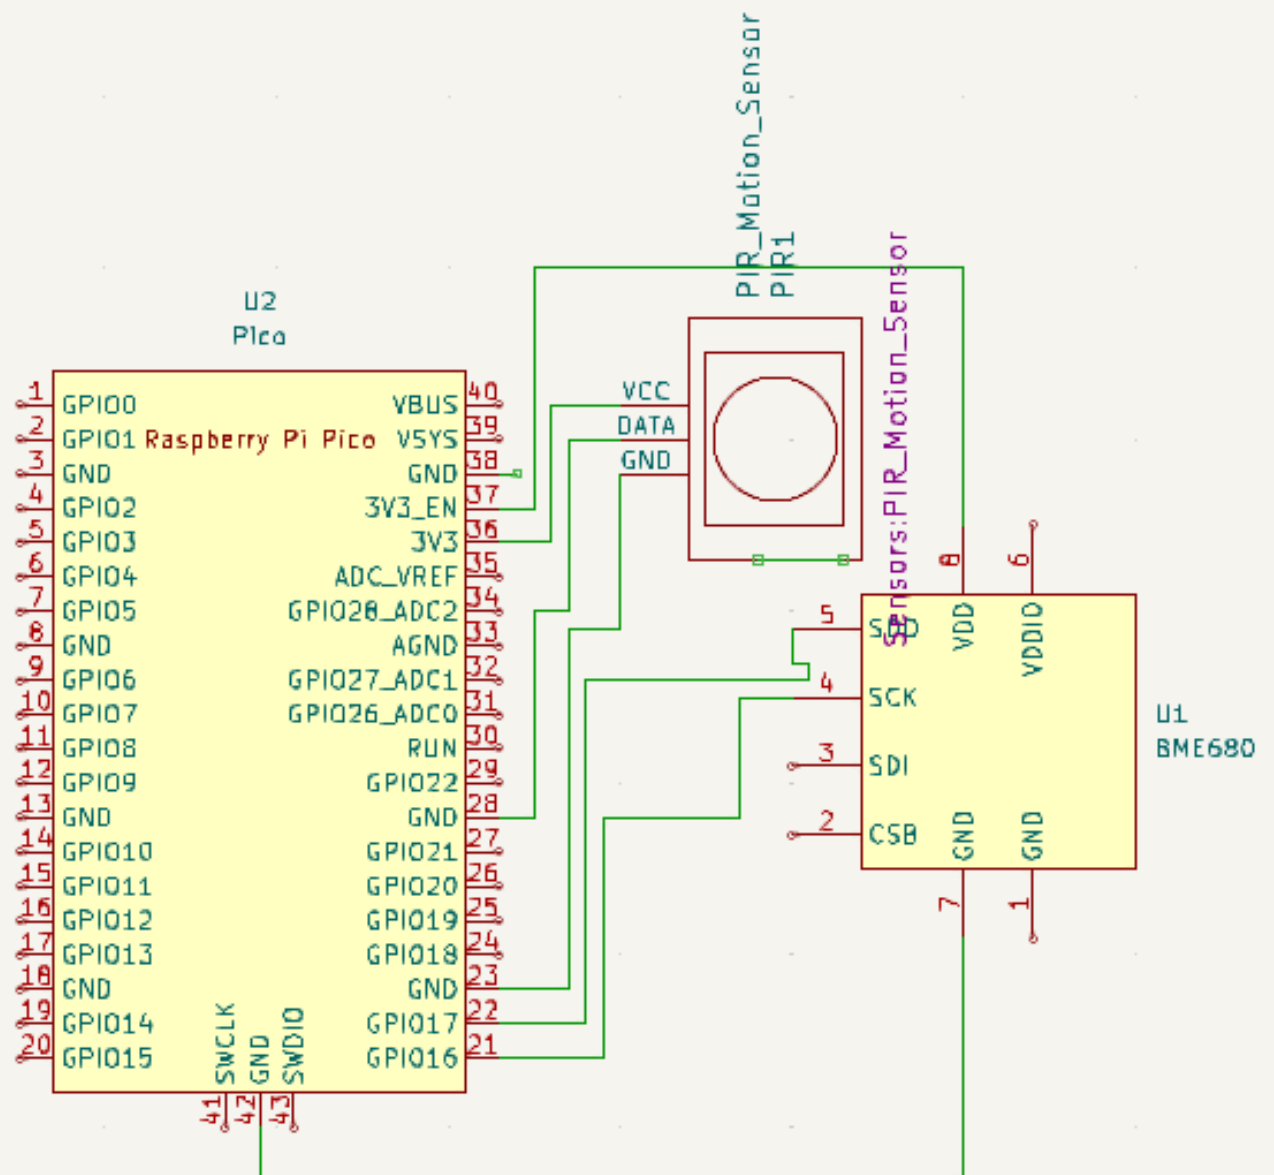 PIR_Motion_Sensor
PIR1
Sensors:PIR_Motion_Sensor
U2
Pico
Raspberry Pi Pico
1 GPIO0
2 GPIO1
3 GND
4 GPIO2
5 GPIO3
6 GPIO4
7 GPIO5
8 GND
9 GPIO6
10 GPIO7
11 GPIO8
12 GPIO9
13 GND
14 GPIO10
15 GPIO11
16 GPIO12
17 GPIO13
18 GND
19 GPIO14
20 GPIO15
VBUS 40
VSYS 39
GND 38
3V3_EN 37
3V3 36
ADC_VREF 35
GPIO28_ADC2 34
AGND 33
GPIO27_ADC1 32
GPIO26_ADC0 31
RUN 30
GPIO22 29
GND 28
GPIO21 27
GPIO20 26
GPIO19 25
GPIO18 24
GND 23
GPIO17 22
GPIO16 21
SWCLK 41
GND 42
SWDIO 43
VCC
DATA
GND
8 VDD
6 VDDIO
5 SDO
4 SCK
3 SDI
2 CSB
GND 7
GND 1
U1
BME680